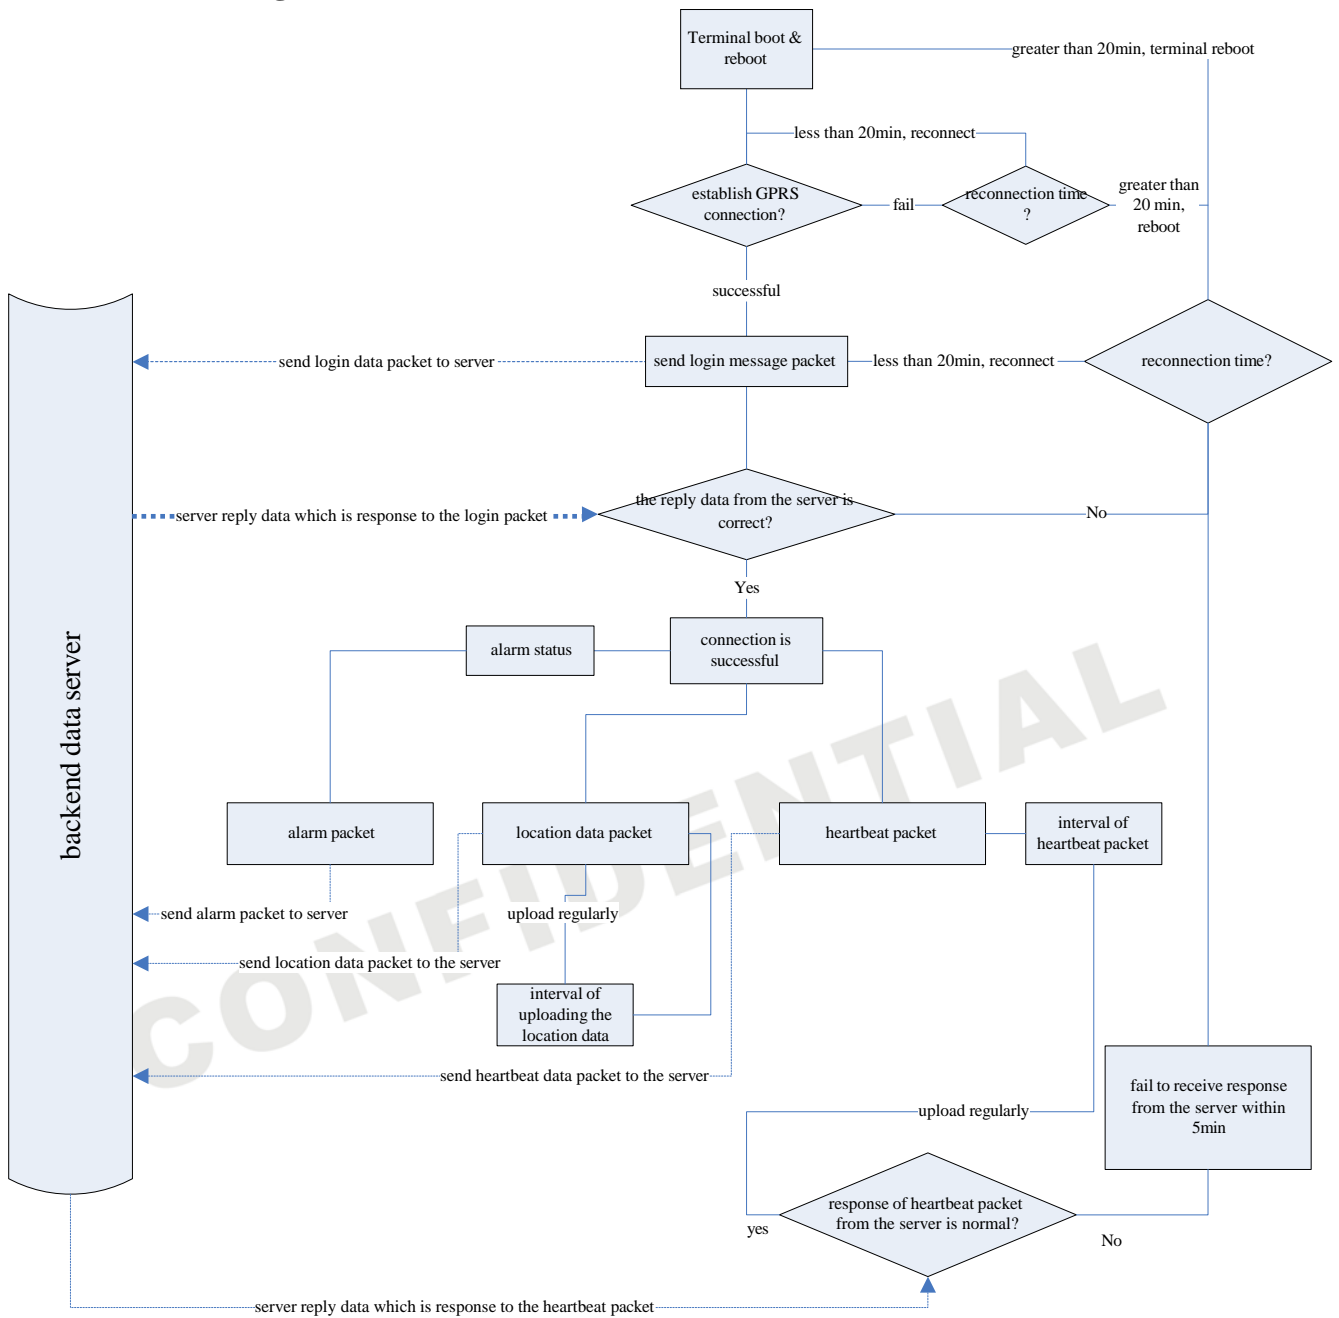 Terminal boot &
reboot
greater than 20min, terminal reboot
less than 20min, reconnect
establish GPRS
connection?
fail
reconnection time
?
greater than
20 min,
reboot
successful
send login data packet to server
send login message packet
less than 20min, reconnect
reconnection time?
server reply data which is response to the login packet
the reply data from the server is
correct?
No
Yes
backend data server
alarm status
connection is
successful
alarm packet
location data packet
heartbeat packet
interval of
heartbeat packet
send alarm packet to server
upload regularly
send location data packet to the server
interval of
uploading the
location data
send heartbeat data packet to the server
upload regularly
fail to receive response
from the server within
5min
response of heartbeat packet
from the server is normal?
yes
No
server reply data which is response to the heartbeat packet
CONFIDENTIAL